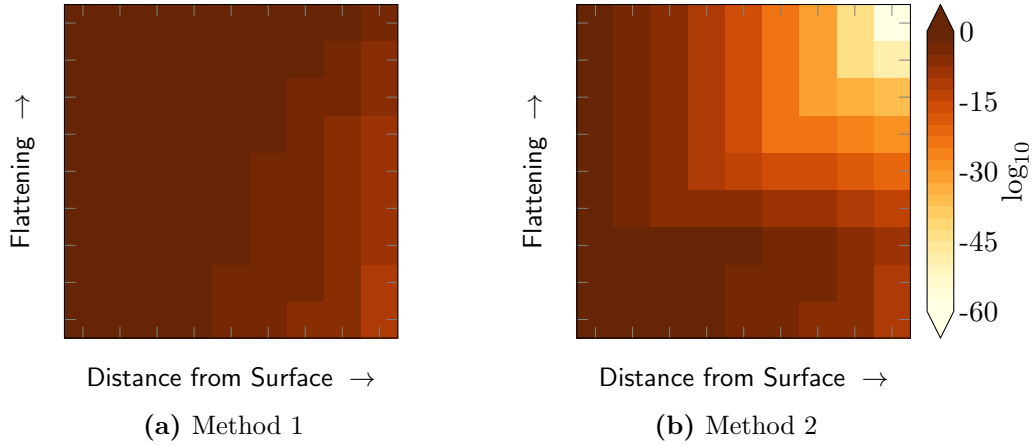 Flattening →
Distance from Surface →
(a) Method 1
Flattening →
Distance from Surface →
(b) Method 2
0
-15
-30
-45
-60
log10